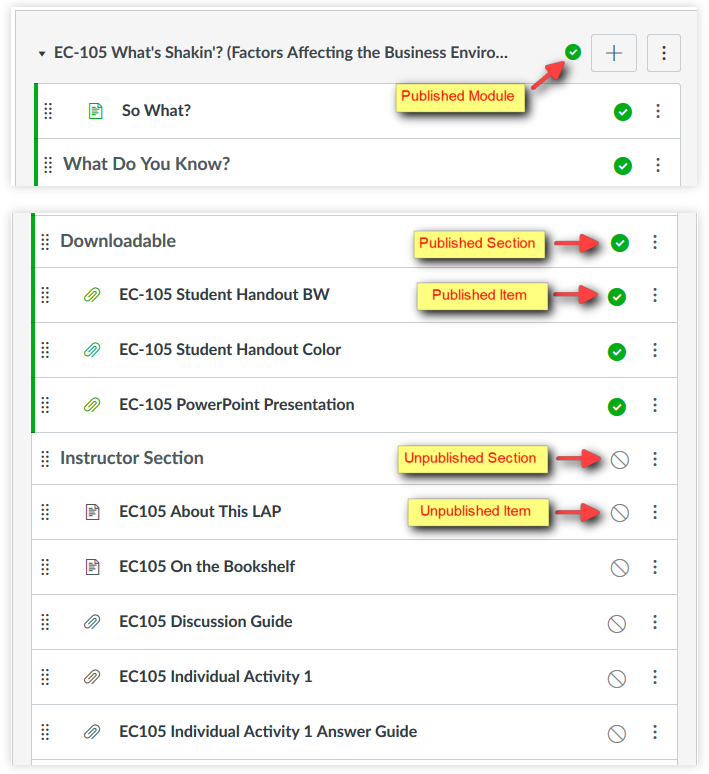 EC-105 What's Shakin'? (Factors Affecting the Business Enviro...
Published Module
So What?
What Do You Know?
Downloadable
Published Section
EC-105 Student Handout BW
Published Item
EC-105 Student Handout Color
EC-105 PowerPoint Presentation
Instructor Section
Unpublished Section
EC105 About This LAP
Unpublished Item
EC105 On the Bookshelf
EC105 Discussion Guide
EC105 Individual Activity 1
EC105 Individual Activity 1 Answer Guide